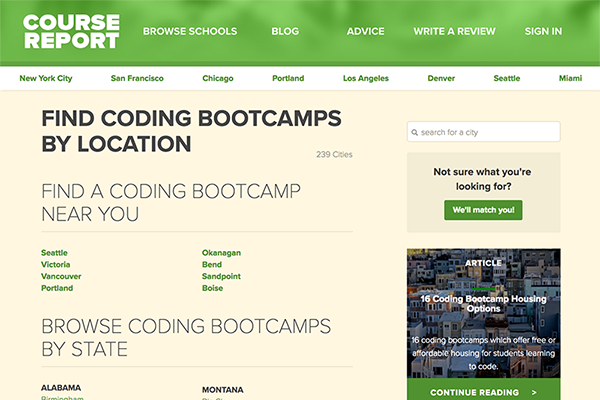 COURSE
REPORT
BROWSE SCHOOLS BLOG ADVICE WRITE A REVIEW SIGN IN
New York City San Francisco Chicago Portland Los Angeles Denver Seattle Miami
FIND CODING BOOTCAMPS
BY LOCATION
239 Cities
FIND A CODING BOOTCAMP
NEAR YOU
Seattle
Victoria
Vancouver
Portland
Okanagan
Bend
Sandpoint
Boise
BROWSE CODING BOOTCAMPS
BY STATE
ALABAMA
Birmingham
MONTANA
search for a city
Not sure what you're
looking for?
We'll match you!
ARTICLE
16 Coding Bootcamp Housing
Options
16 coding bootcamps which offer free or
affordable housing for students learning
to code.
CONTINUE READING >